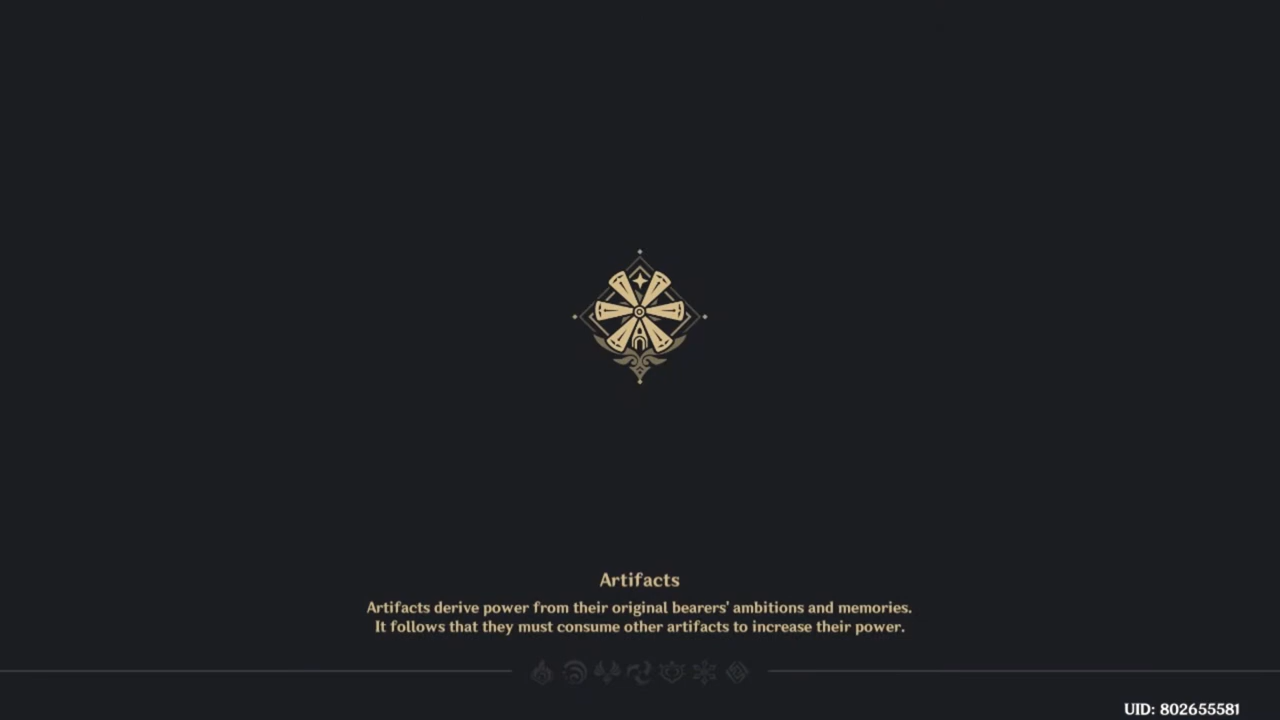 Artifacts
Artifacts derive power from their original bearers' ambitions and memories.
It follows that they must consume other artifacts to increase their power.
UID: 802655581